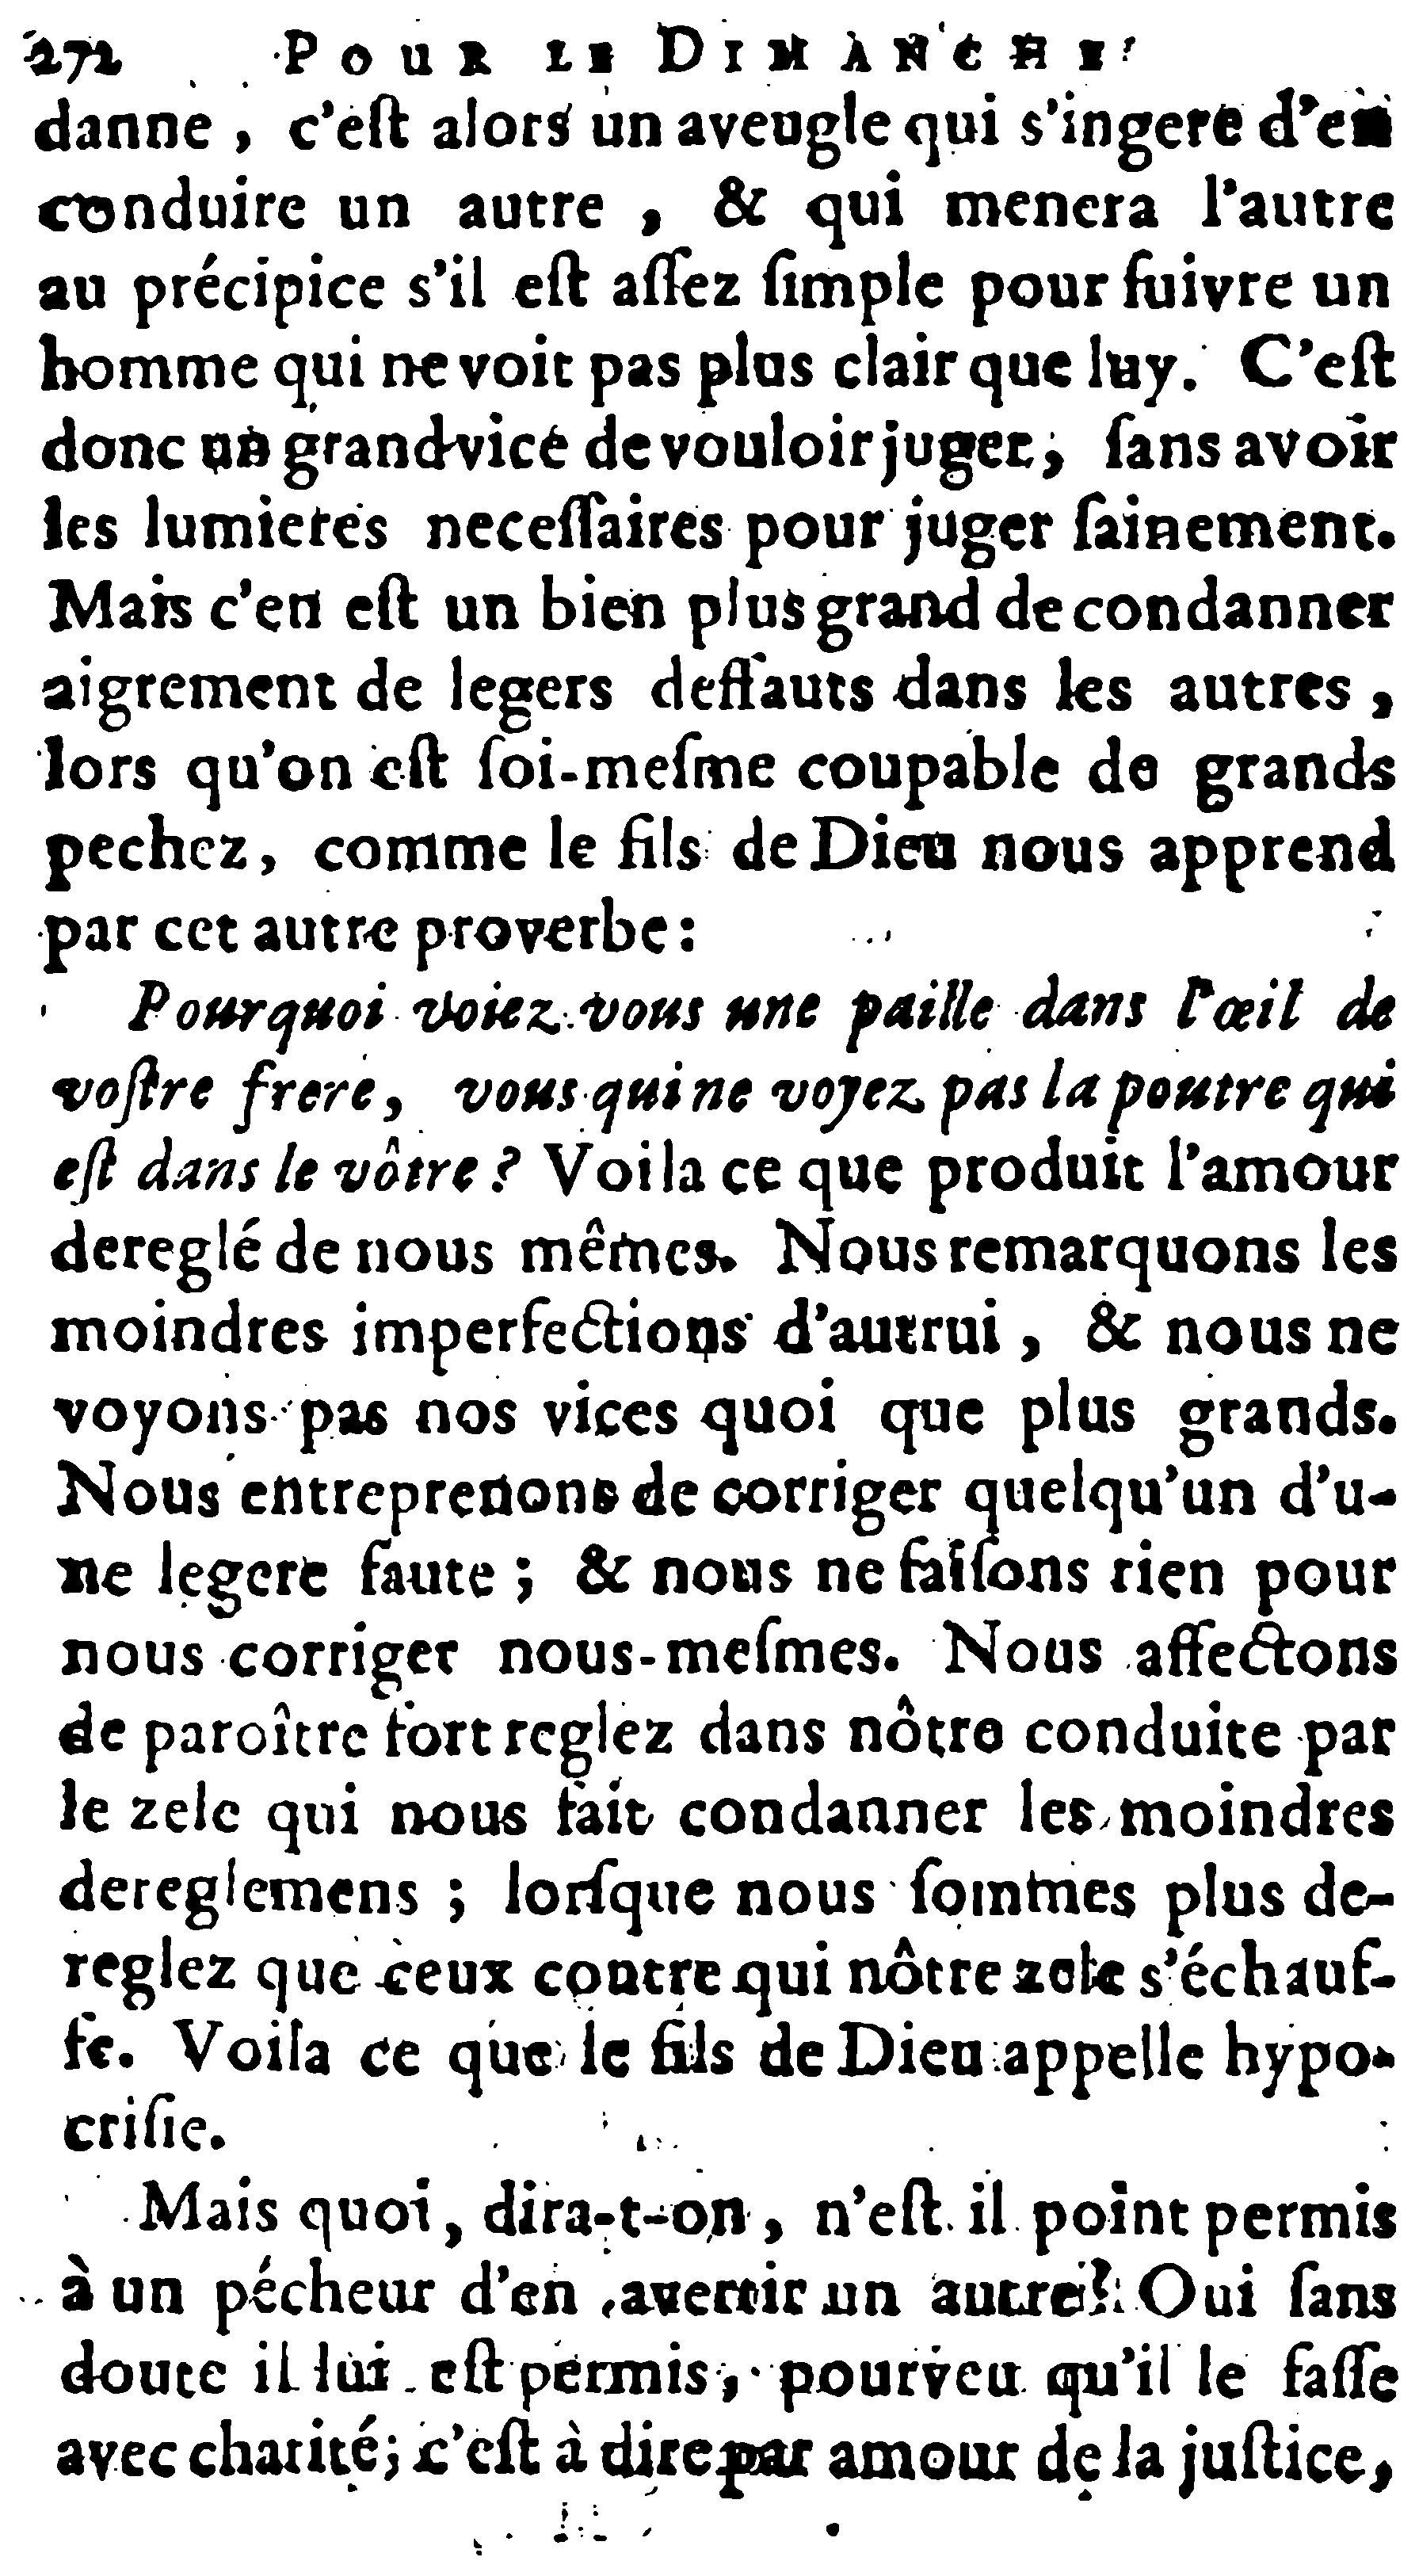 272 POUR LE DIMANCHE
danne , c'eſt alors un aveugle qui s'ingere d'en
conduire un autre , & qui menera l'autre
au précipice s'il eſt aſſez ſimple pour ſuivre un
homme qui ne voit pas plus clair que luy. C'eſt
donc un grand vice de vouloir juger, ſans avoir
les lumieres neceſſaires pour juger ſainement.
Mais c'en eſt un bien plus grand de condanner
aigrement de legers deffauts dans les autres ,
lors qu'on eſt ſoi-meſme coupable de grands
pechez, comme le fils de Dieu nous apprend
par cet autre proverbe :
Pourquoi voiez-vous une paille dans l'œil de
voſtre frere, vous qui ne voyez pas la poutre qui
eſt dans le vôtre ? Voila ce que produit l'amour
dereglé de nous mêmes. Nous remarquons les
moindres imperfections d'autrui , & nous ne
voyons pas nos vices quoi que plus grands.
Nous entreprenons de corriger quelqu'un d'u-
ne legere faute ; & nous ne faiſons rien pour
nous corriger nous-meſmes. Nous affectons
de paroître fort reglez dans nôtre conduite par
le zele qui nous fait condanner les moindres
dereglemens ; lorſque nous ſommes plus de-
reglez que ceux contre qui nôtre zele s'échauf-
fe. Voila ce que le fils de Dieu appelle hypo-
criſie.
Mais quoi, dira-t-on , n'eſt il point permis
à un pécheur d'en avertir un autre? Oui ſans
doute il lui eſt permis, pourveu qu'il le faſſe
avec charité; c'eſt à dire par amour de la juſtice,